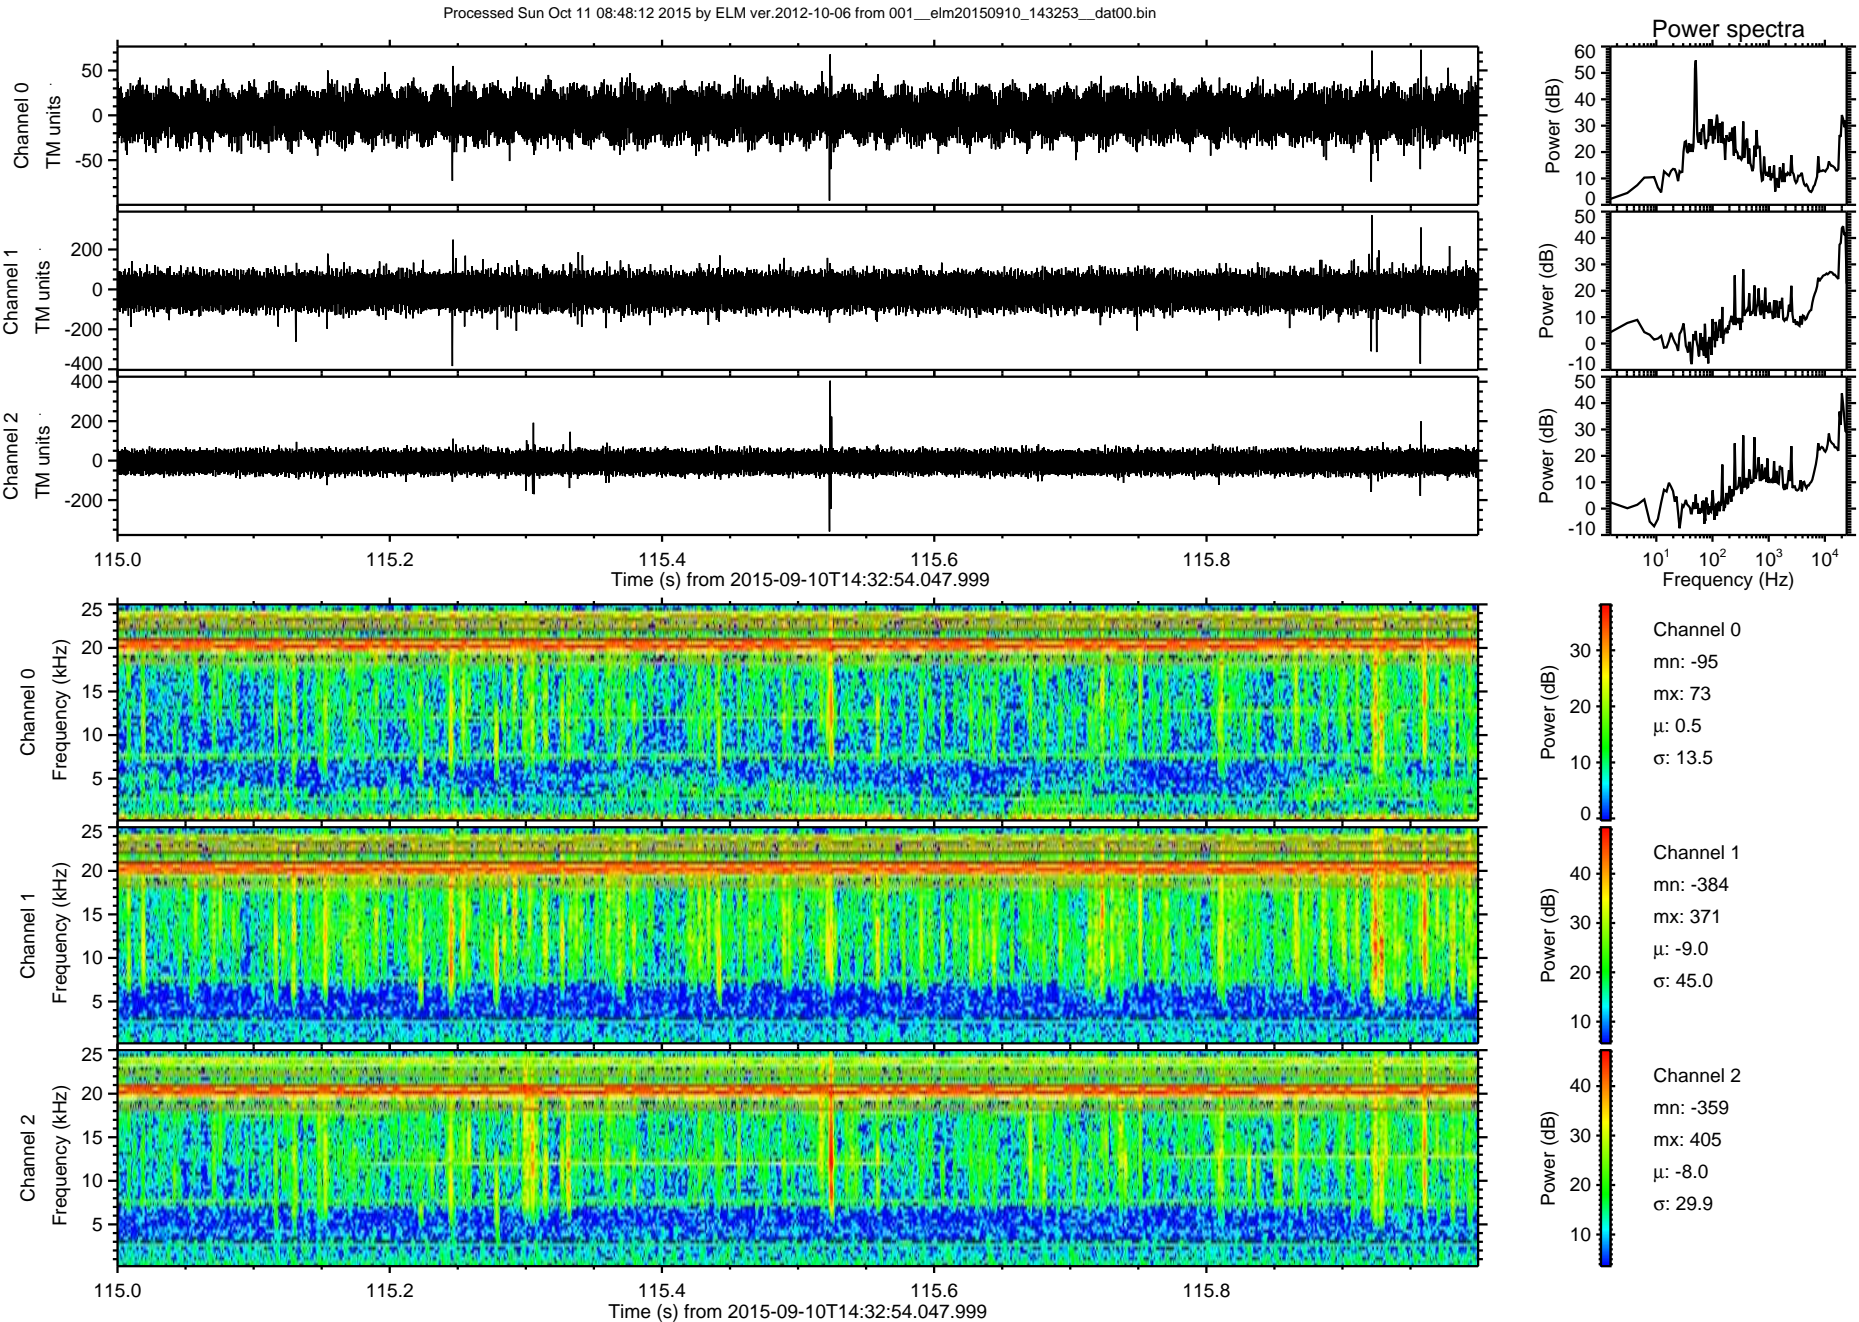 Processed Sun Oct 11 08:48:12 2015 by ELM ver.2012-10-06 from 001__elm20150910_143253__dat00.bin
Power spectra
Channel 0
TM units
50
0
-50
Power (dB)
60
50
40
30
20
10
0
Channel 1
TM units
200
0
-200
-400
Power (dB)
50
40
30
20
10
0
-10
Channel 2
TM units
400
200
0
-200
Power (dB)
50
40
30
20
10
0
-10
115.0 115.2 115.4 115.6 115.8
Time (s) from 2015-09-10T14:32:54.047.999
10^1 10^2 10^3 10^4
Frequency (Hz)
Channel 0
Frequency (kHz)
25
20
15
10
5
Power (dB)
30
20
10
0
Channel 0
mn: -95
mx: 73
μ: 0.5
σ: 13.5
Channel 1
Frequency (kHz)
25
20
15
10
5
Power (dB)
40
30
20
10
Channel 1
mn: -384
mx: 371
μ: -9.0
σ: 45.0
Channel 2
Frequency (kHz)
25
20
15
10
5
Power (dB)
40
30
20
10
Channel 2
mn: -359
mx: 405
μ: -8.0
σ: 29.9
115.0 115.2 115.4 115.6 115.8
Time (s) from 2015-09-10T14:32:54.047.999